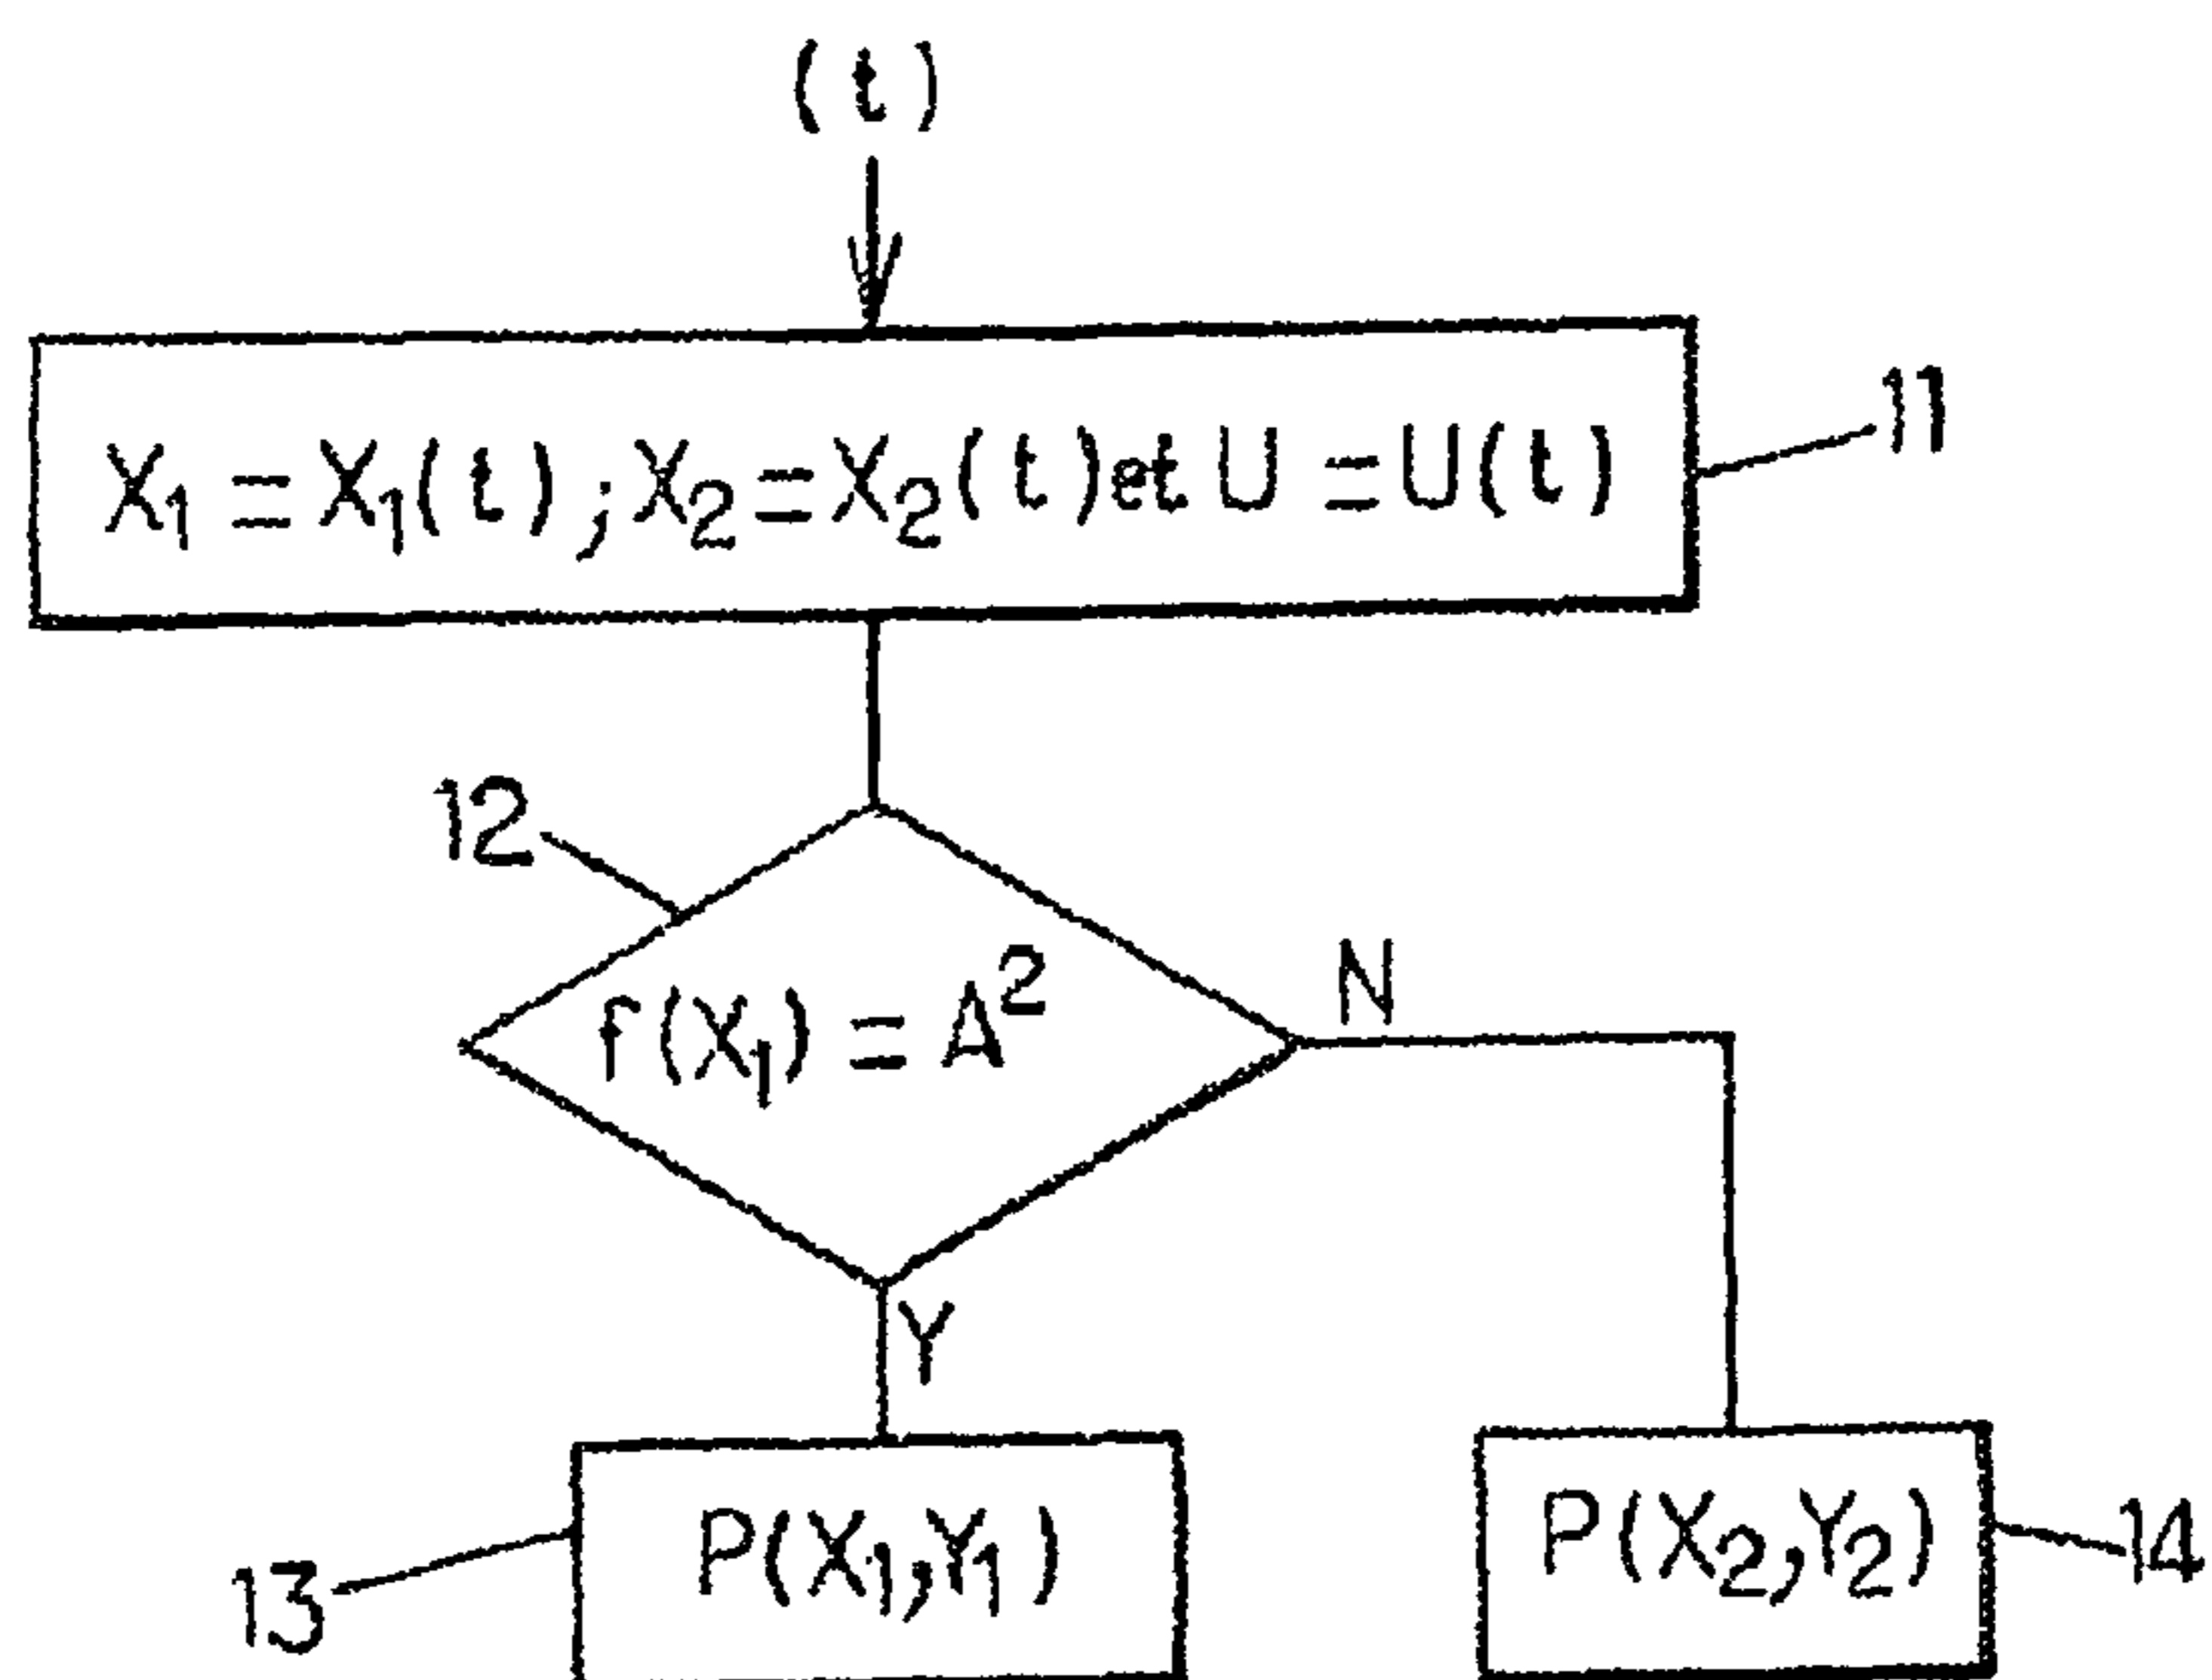 (t)
X₁ = X₁(t) ; X₂ = X₂(t) et U = U(t)
11
12
f(X₁) = A²
N
Y
P(X₁,Y₁)
13
P(X₂,Y₂)
14